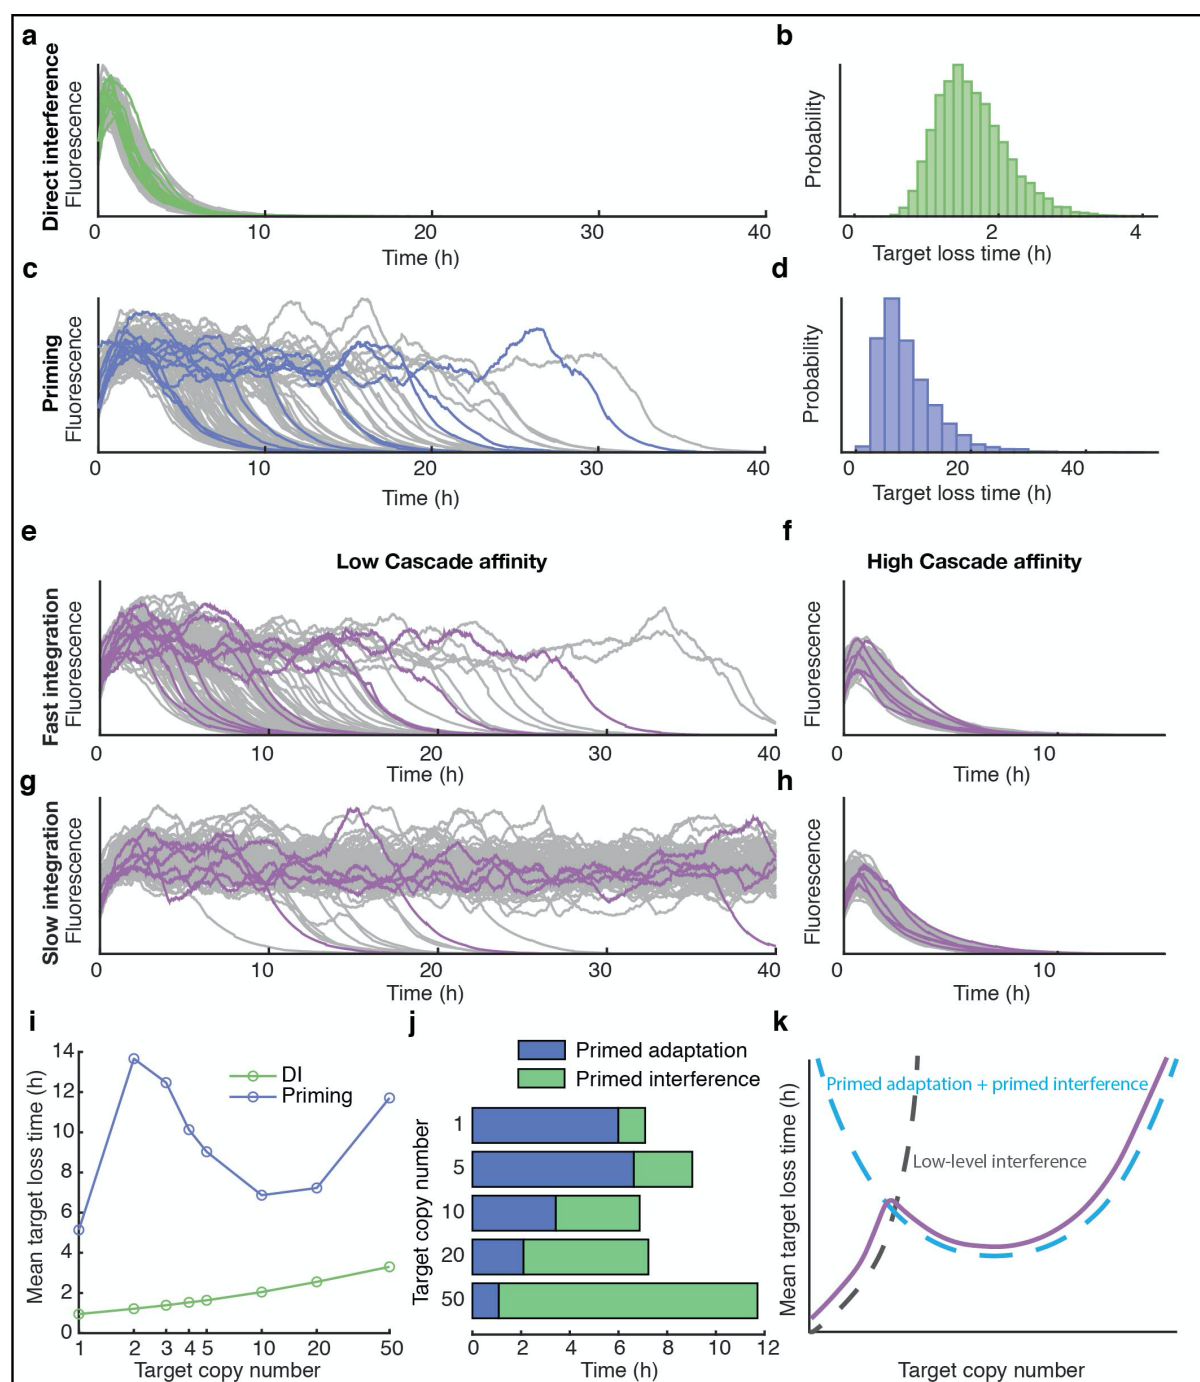 a
Direct interference
Fluorescence
0 10 20 30 40
Time (h)
b
Probability
0 2 4
Target loss time (h)
c
Priming
Fluorescence
0 10 20 30 40
Time (h)
d
Probability
0 20 40
Target loss time (h)
e
Low Cascade affinity
Fast integration
Fluorescence
0 10 20 30 40
Time (h)
f
High Cascade affinity
Fluorescence
0 10
Time (h)
g
Slow integration
Fluorescence
0 10 20 30 40
Time (h)
h
Fluorescence
0 10
Time (h)
i
Mean target loss time (h)
14
12
10
8
6
4
2
0
DI
Priming
1 2 3 4 5 10 20 50
Target copy number
j
Primed adaptation
Primed interference
Target copy number
1
5
10
20
50
0 2 4 6 8 10 12
Time (h)
k
Mean target loss time (h)
Primed adaptation + primed interference
Low-level interference
Target copy number